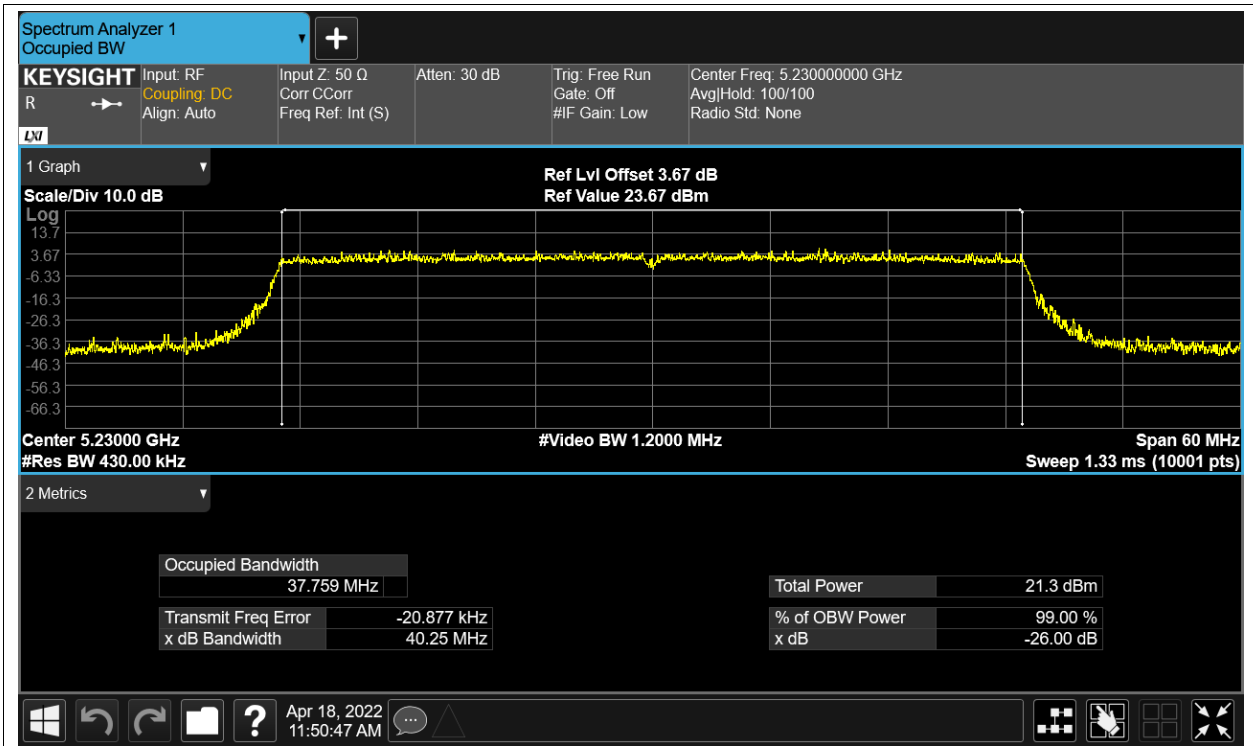 Spectrum Analyzer 1
Occupied BW
KEYSIGHT
R
LXI
Input: RF
Coupling: DC
Align: Auto
Input Z: 50 Ω
Corr CCorr
Freq Ref: Int (S)
Atten: 30 dB
Trig: Free Run
Gate: Off
#IF Gain: Low
Center Freq: 5.230000000 GHz
Avg|Hold: 100/100
Radio Std: None
1 Graph
Scale/Div 10.0 dB
Ref Lvl Offset 3.67 dB
Ref Value 23.67 dBm
Log
13.7
3.67
-6.33
-16.3
-26.3
-36.3
-46.3
-56.3
-66.3
Center 5.23000 GHz
#Video BW 1.2000 MHz
Span 60 MHz
#Res BW 430.00 kHz
Sweep 1.33 ms (10001 pts)
2 Metrics
Occupied Bandwidth
37.759 MHz
Total Power 21.3 dBm
Transmit Freq Error -20.877 kHz
% of OBW Power 99.00 %
x dB Bandwidth 40.25 MHz
x dB -26.00 dB
?
Apr 18, 2022
11:50:47 AM